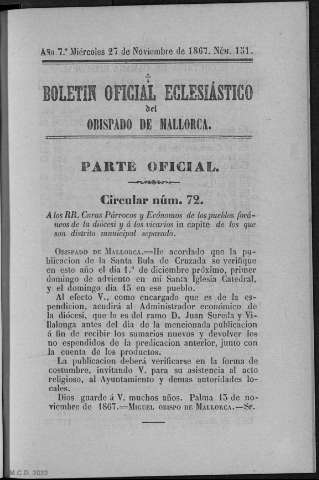 Año 7.º Miércoles 27 de Noviembre de 1867. Núm. 151.
BOLETIN OFICIAL ECLESIÁSTICO
del
OBISPADO DE MALLORCA.
PARTE OFICIAL.
Circular núm. 72.
A los RR. Curas Párrocos y Ecónomos de los pueblos forá-
neos de la diócesi y á los vicarios in capite de los que
son distrito municipal separado.
OBISPADO DE MALLORCA.—He acordado que la pu-
blicacion de la Santa Bula de Cruzada se verifique
en este año el dia 1.º de diciembre próximo, primer
domingo de adviento en mi Santa Iglesia Catedral,
y el domingo dia 15 en ese pueblo.
Al efecto V., como encargado que es de la es-
pendicion, acudirá al Administrador económico de
la diócesi, que lo es del ramo D. Juan Sureda y Vi-
llalonga antes del dia de la mencionada publicacion
á fin de recibir los sumarios nuevos y devolver los
no espendidos de la predicacion anterior, junto con
la cuenta de los productos.
La publicacion deberá verificarse en la forma de
costumbre, invitando V. para su asistencia al acto
religioso, al Ayuntamiento y demas autoridades lo-
cales.
Dios guarde á V. muchos años. Palma 15 de no-
viembre de 1867.—MIGUEL OBISPO DE MALLORCA.—Sr.
M.C.D. 2022